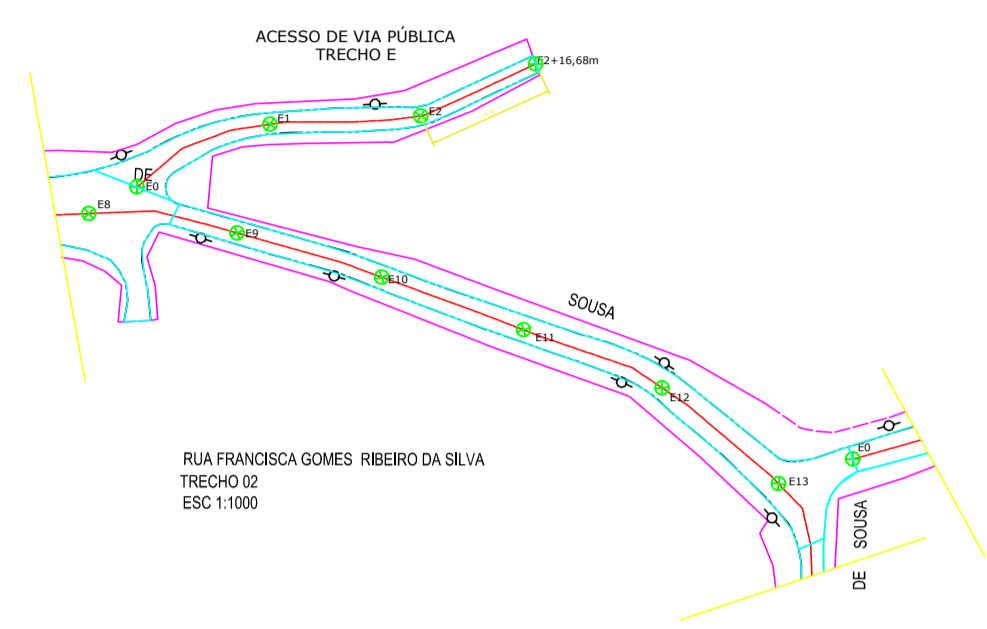 ACESSO DE VIA PÚBLICA
TRECHO E
E2+16,68m
E1
E2
DE
E0
E8
E9
E10
SOUSA
E11
E12
E0
E13
RUA FRANCISCA GOMES RIBEIRO DA SILVA
TRECHO 02
ESC 1:1000
DE SOUSA